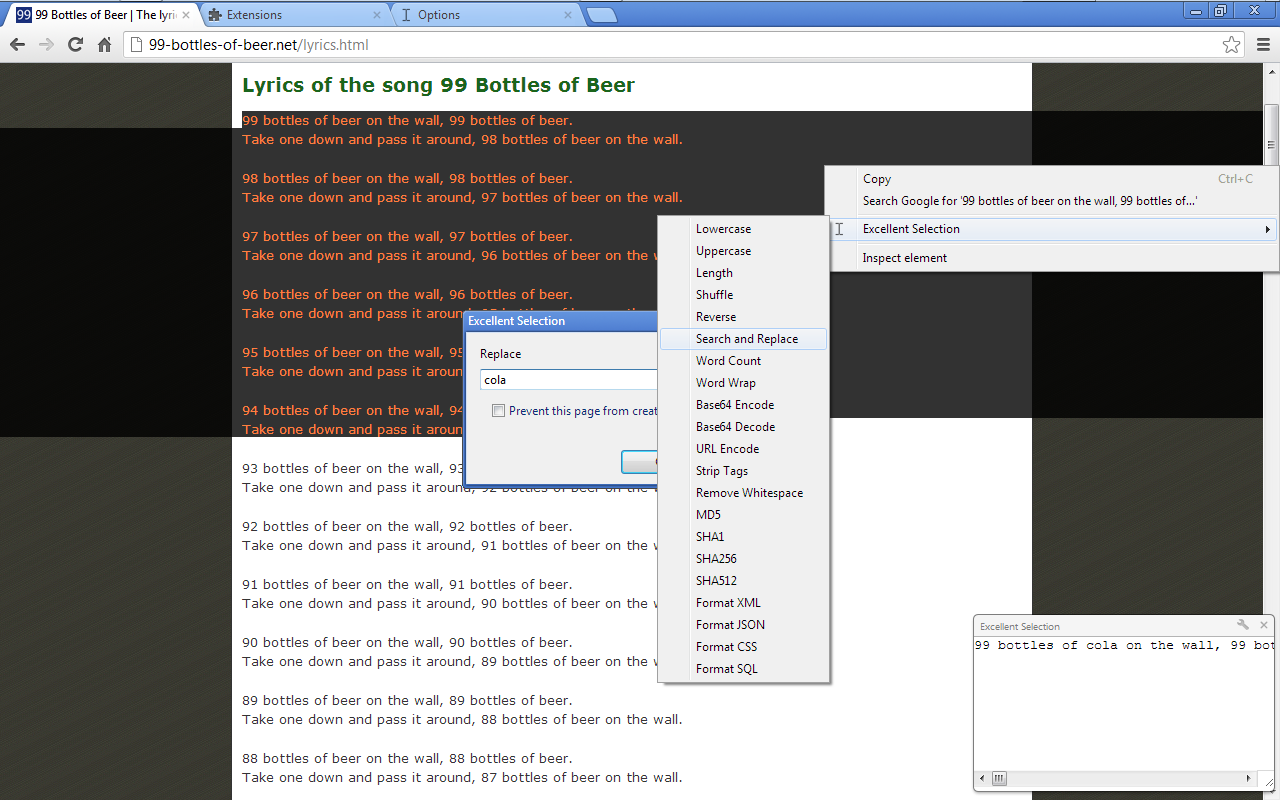 99 99 Bottles of Beer | The lyri
Extensions
Options
99-bottles-of-beer.net/lyrics.html
Lyrics of the song 99 Bottles of Beer
99 bottles of beer on the wall, 99 bottles of beer.
Take one down and pass it around, 98 bottles of beer on the wall.
98 bottles of beer on the wall, 98 bottles of beer.
Take one down and pass it around, 97 bottles of beer on the wall.
97 bottles of beer on the wall, 97 bottles of beer.
Take one down and pass it around, 96 bottles of beer on the
96 bottles of beer on the wall, 96 bottles of beer.
Take one down and pass it around,
95 bottles of beer on the wall, 95
Take one down and pass it aroun
94 bottles of beer on the wall, 94
Take one down and pass it aroun
93 bottles of beer on the wall, 93
Take one down and pass it around, 92 bottles of beer on the
92 bottles of beer on the wall, 92 bottles of beer.
Take one down and pass it around, 91 bottles of beer on the
91 bottles of beer on the wall, 91 bottles of beer.
Take one down and pass it around, 90 bottles of beer on the
90 bottles of beer on the wall, 90 bottles of beer.
Take one down and pass it around, 89 bottles of beer on the
89 bottles of beer on the wall, 89 bottles of beer.
Take one down and pass it around, 88 bottles of beer on the wall.
88 bottles of beer on the wall, 88 bottles of beer.
Take one down and pass it around, 87 bottles of beer on the wall.
Excellent Selection
Replace
cola
Prevent this page from creat
Copy Ctrl+C
Search Google for '99 bottles of beer on the wall, 99 bottles of...'
Excellent Selection
Inspect element
Lowercase
Uppercase
Length
Shuffle
Reverse
Search and Replace
Word Count
Word Wrap
Base64 Encode
Base64 Decode
URL Encode
Strip Tags
Remove Whitespace
MD5
SHA1
SHA256
SHA512
Format XML
Format JSON
Format CSS
Format SQL
Excellent Selection
99 bottles of cola on the wall, 99 bot